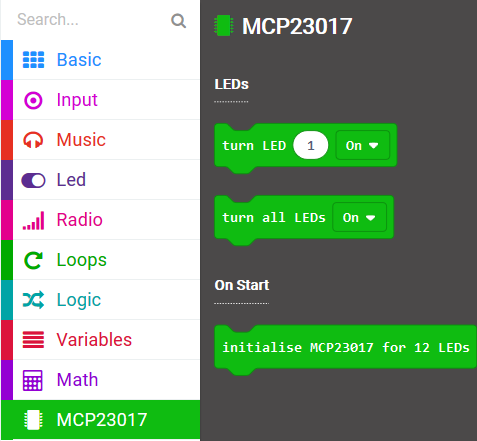 Search...
Basic
Input
Music
Led
Radio
Loops
Logic
Variables
Math
MCP23017
MCP23017
LEDs
turn LED 1 On
turn all LEDs On
On Start
initialise MCP23017 for 12 LEDs